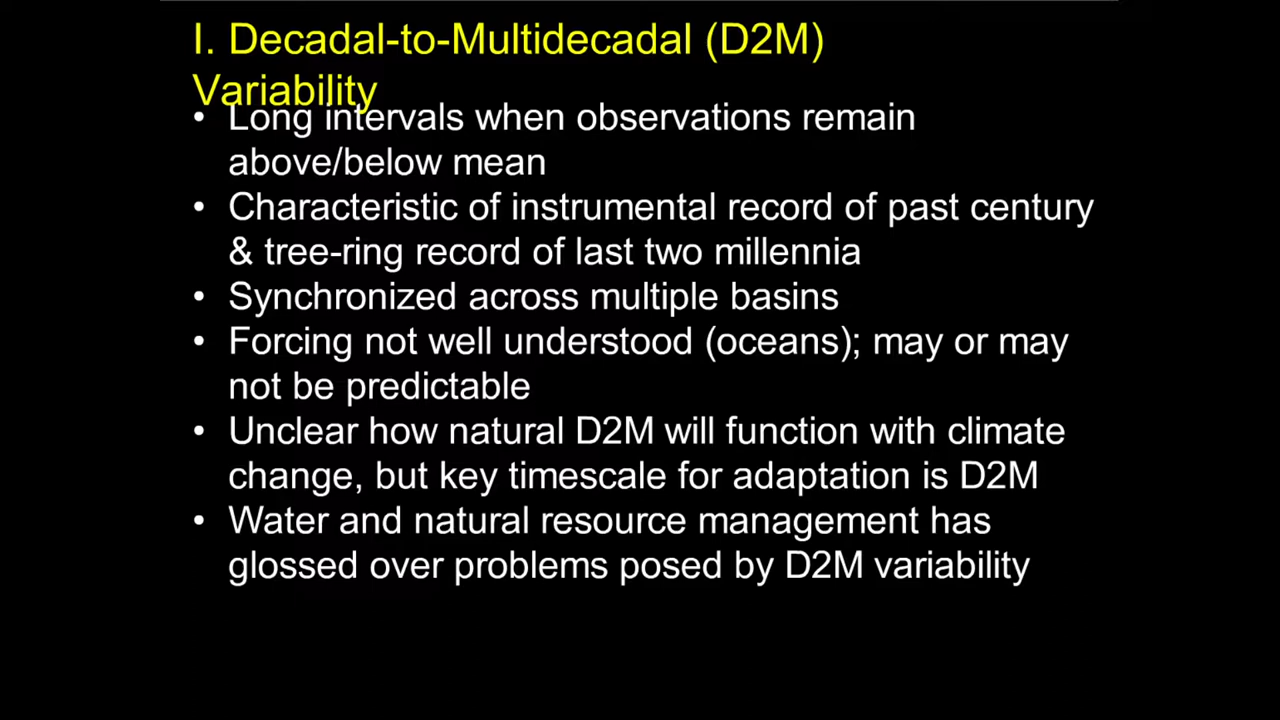 I. Decadal-to-Multidecadal (D2M)
Variability
• Long intervals when observations remain
above/below mean
• Characteristic of instrumental record of past century
& tree-ring record of last two millennia
• Synchronized across multiple basins
• Forcing not well understood (oceans); may or may
not be predictable
• Unclear how natural D2M will function with climate
change, but key timescale for adaptation is D2M
• Water and natural resource management has
glossed over problems posed by D2M variability